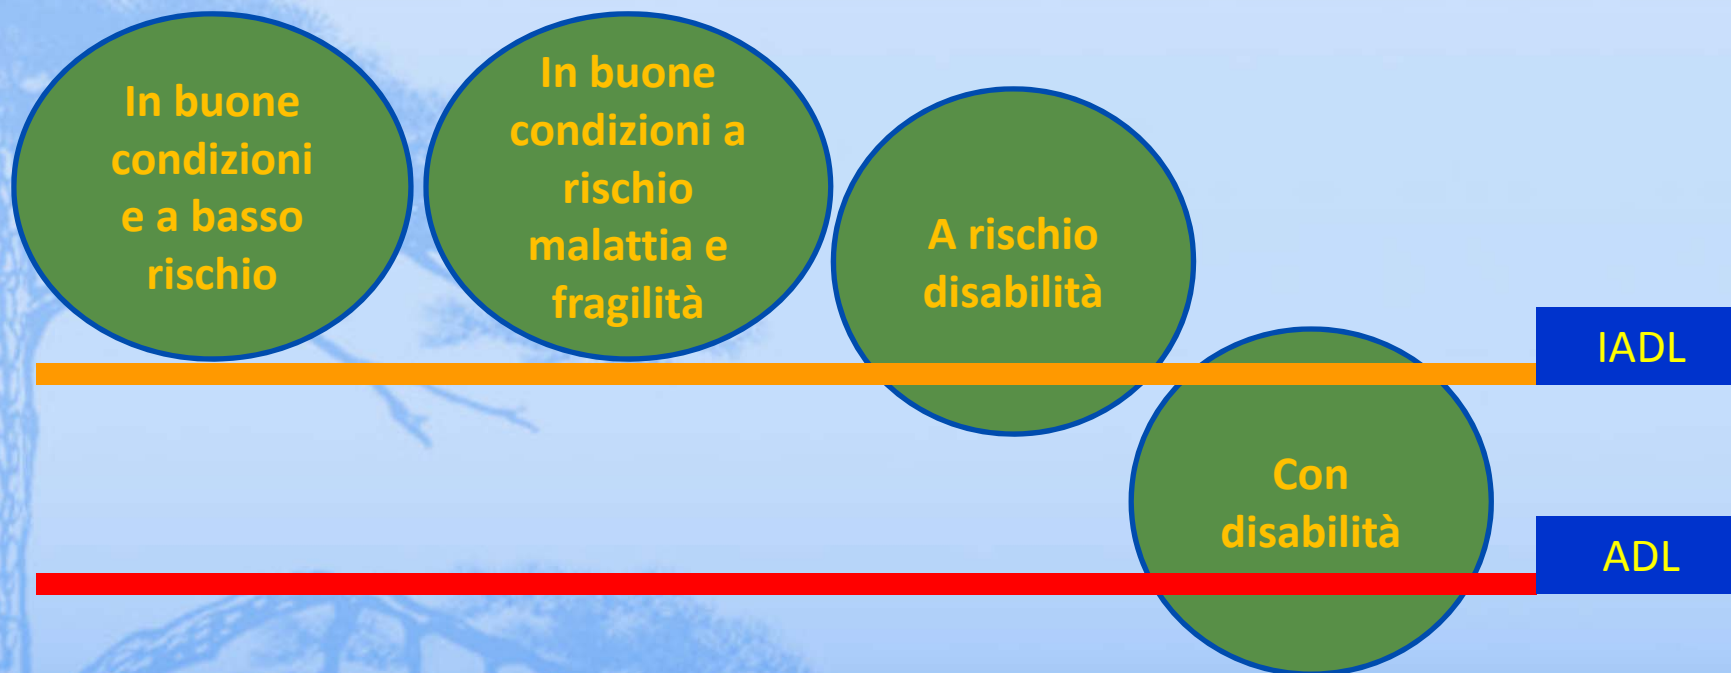 In buone
condizioni
e a basso
rischio
In buone
condizioni a
rischio
malattia e
fragilità
A rischio
disabilità
IADL
Con
disabilità
ADL